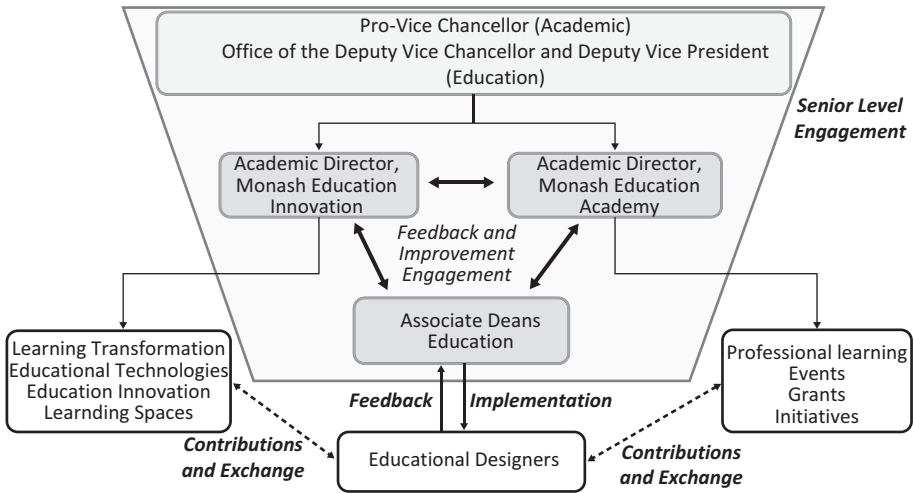 Pro-Vice Chancellor (Academic)
Office of the Deputy Vice Chancellor and Deputy Vice President
(Education)
Senior Level
Engagement
Academic Director,
Monash Education
Innovation
Academic Director,
Monash Education
Academy
Feedback and
Improvement
Engagement
Associate Deans
Education
Learning Transformation
Educational Technologies
Education Innovation
Learnding Spaces
Professional learning
Events
Grants
Initiatives
Feedback
Implementation
Contributions
and Exchange
Educational Designers
Contributions
and Exchange